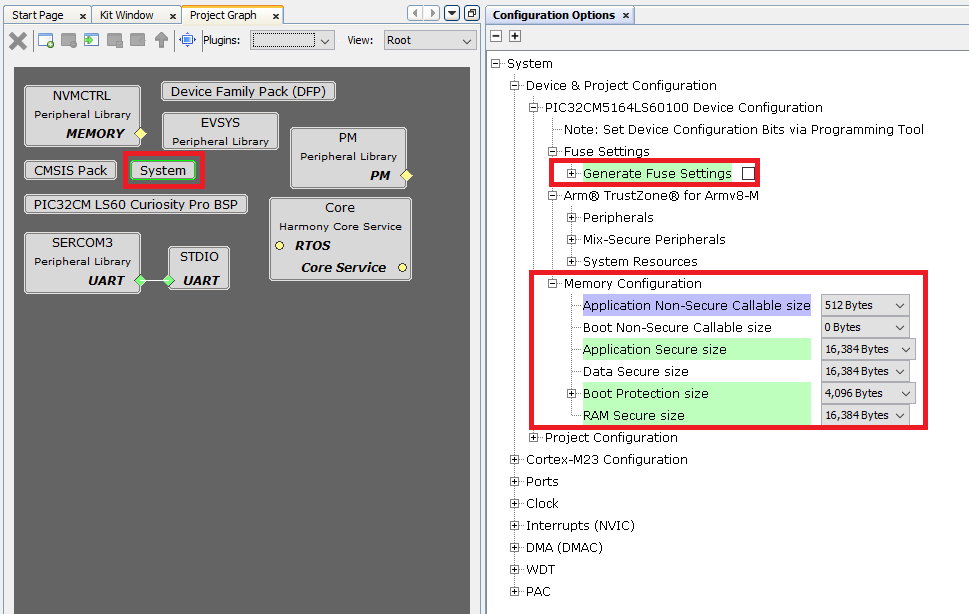 Start Page x Kit Window x Project Graph x
Plugins: View: Root
NVMCTRL
Peripheral Library
MEMORY
Device Family Pack (DFP)
EVSYS
Peripheral Library
PM
Peripheral Library
PM
CMSIS Pack
System
PIC32CM LS60 Curiosity Pro BSP
Core
Harmony Core Service
RTOS
Core Service
SERCOM3
Peripheral Library
UART
STDIO
UART
Configuration Options x
System
Device & Project Configuration
PIC32CM5164LS60100 Device Configuration
Note: Set Device Configuration Bits via Programming Tool
Fuse Settings
Generate Fuse Settings
Arm® TrustZone® for Armv8-M
Peripherals
Mix-Secure Peripherals
System Resources
Memory Configuration
Application Non-Secure Callable size 512 Bytes
Boot Non-Secure Callable size 0 Bytes
Application Secure size 16,384 Bytes
Data Secure size 16,384 Bytes
Boot Protection size 4,096 Bytes
RAM Secure size 16,384 Bytes
Project Configuration
Cortex-M23 Configuration
Ports
Clock
Interrupts (NVIC)
DMA (DMAC)
WDT
PAC